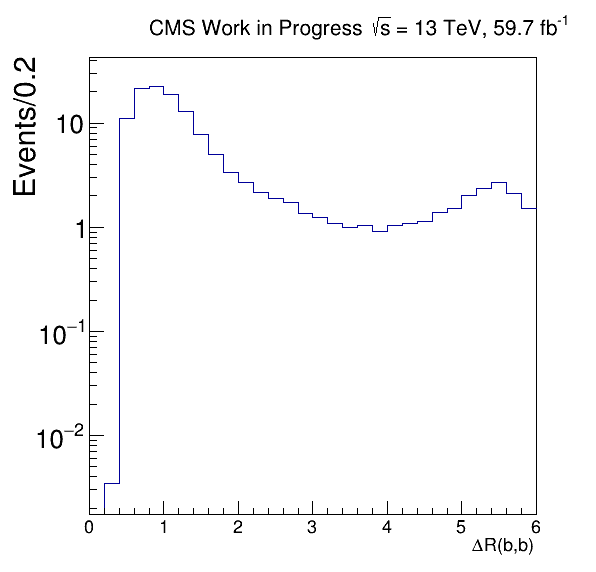 CMS Work in Progress √s = 13 TeV, 59.7 fb⁻¹
Events/0.2
10
1
10⁻¹
10⁻²
0 1 2 3 4 5 6
ΔR(b,b)